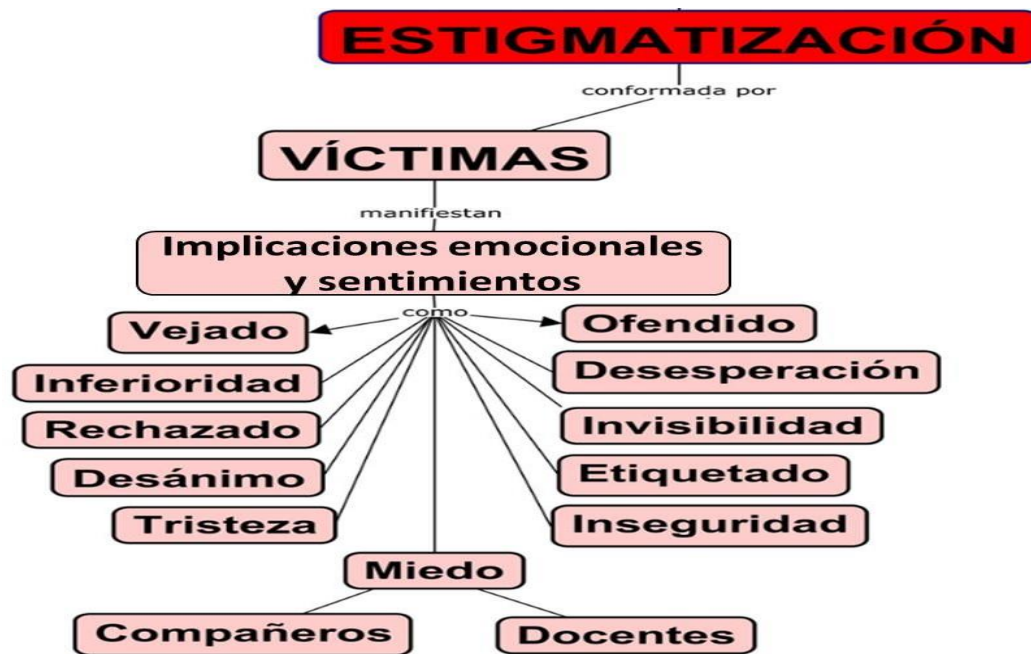 ESTIGMATIZACIÓN
conformada por
VÍCTIMAS
manifiestan
Implicaciones emocionales
y sentimientos
como
Vejado
Ofendido
Inferioridad
Desesperación
Rechazado
Invisibilidad
Desánimo
Etiquetado
Tristeza
Inseguridad
Miedo
Compañeros
Docentes